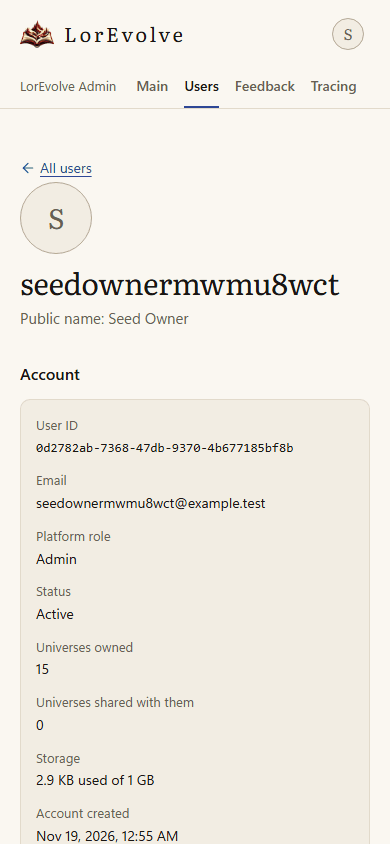 LorEvolve
S
LorEvolve Admin Main Users Feedback Tracing
← All users
S
seedownermwmu8wct
Public name: Seed Owner
Account
User ID
0d2782ab-7368-47db-9370-4b677185bf8b
Email
seedownermwmu8wct@example.test
Platform role
Admin
Status
Active
Universes owned
15
Universes shared with them
0
Storage
2.9 KB used of 1 GB
Account created
Nov 19, 2026, 12:55 AM